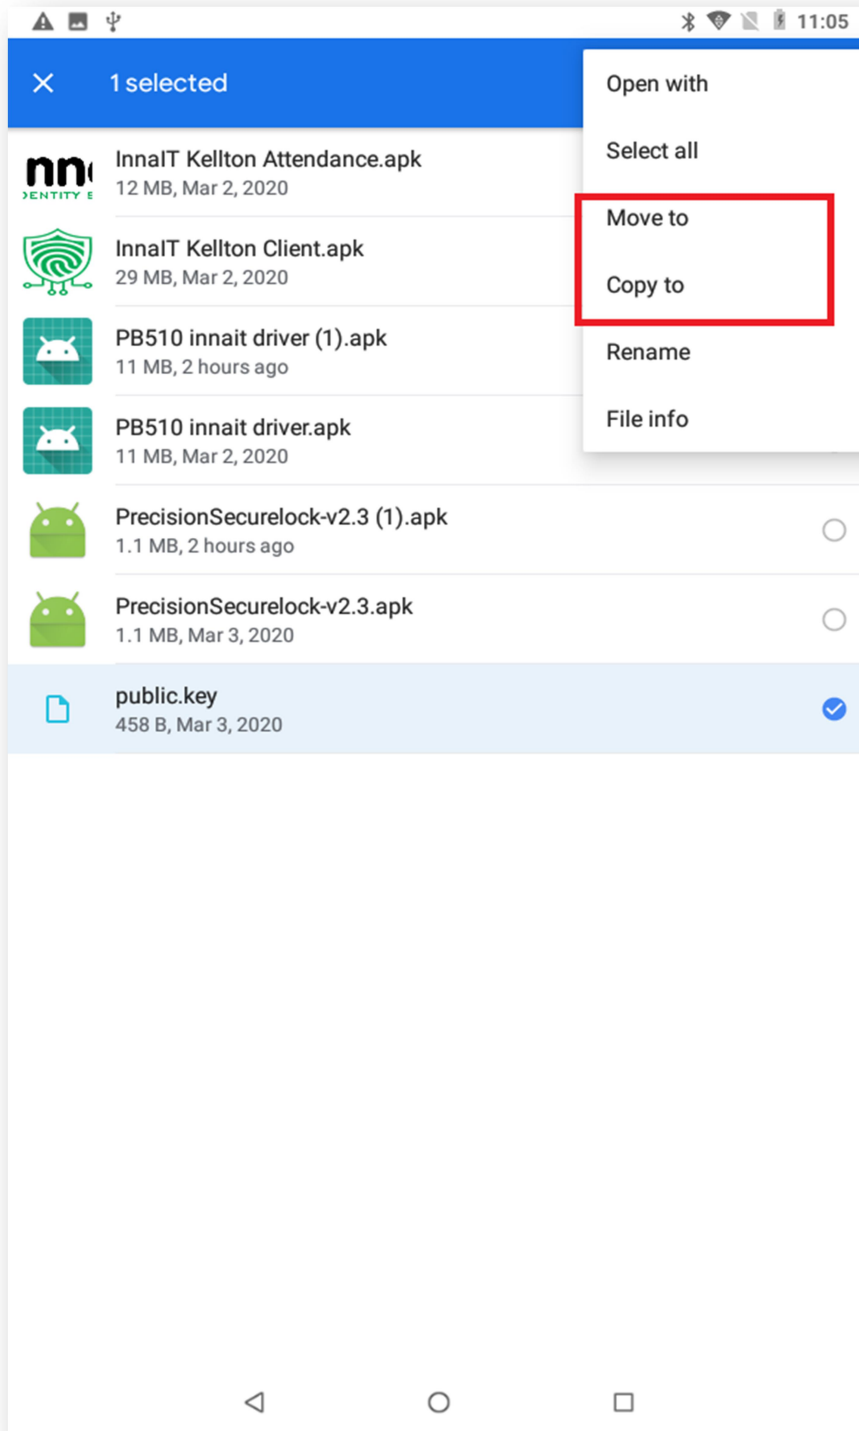 11:05
1 selected
Open with
Select all
Move to
Copy to
Rename
File info
nn
DENTITY
InnaIT Kellton Attendance.apk
12 MB, Mar 2, 2020
InnaIT Kellton Client.apk
29 MB, Mar 2, 2020
PB510 innait driver (1).apk
11 MB, 2 hours ago
PB510 innait driver.apk
11 MB, Mar 2, 2020
PrecisionSecurelock-v2.3 (1).apk
1.1 MB, 2 hours ago
PrecisionSecurelock-v2.3.apk
1.1 MB, Mar 3, 2020
public.key
458 B, Mar 3, 2020